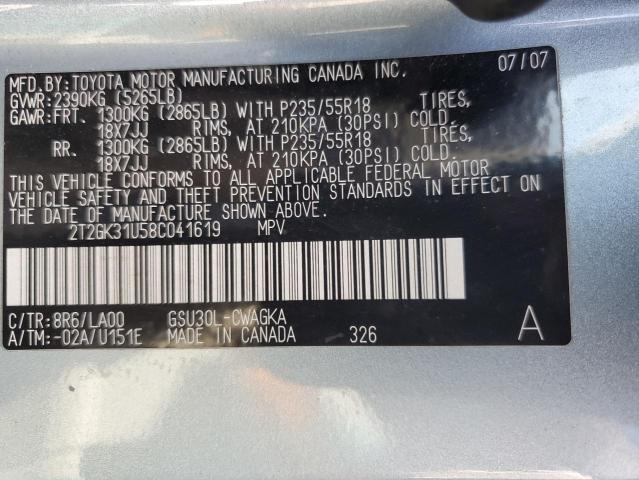 MFD.BY:TOYOTA MOTOR MANUFACTURING CANADA INC. 07/07
GVWR:2390KG (5265LB)
GAWR:FRT. 1300KG (2865LB) WITH P235/55R18 TIRES,
18X7JJ RIMS, AT 210KPA (30PSI) COLD.
RR. 1300KG (2865LB) WITH P235/55R18 TIRES,
18X7JJ RIMS, AT 210KPA (30PSI) COLD.
THIS VEHICLE CONFORMS TO ALL APPLICABLE FEDERAL MOTOR
VEHICLE SAFETY AND THEFT PREVENTION STANDARDS IN EFFECT ON
THE DATE OF MANUFACTURE SHOWN ABOVE.
2T2GK31U58C041619 MPV
C/TR:8R6/LA00 GSU30L-CWAGKA
A/TM:-02A/U151E MADE IN CANADA 326 A